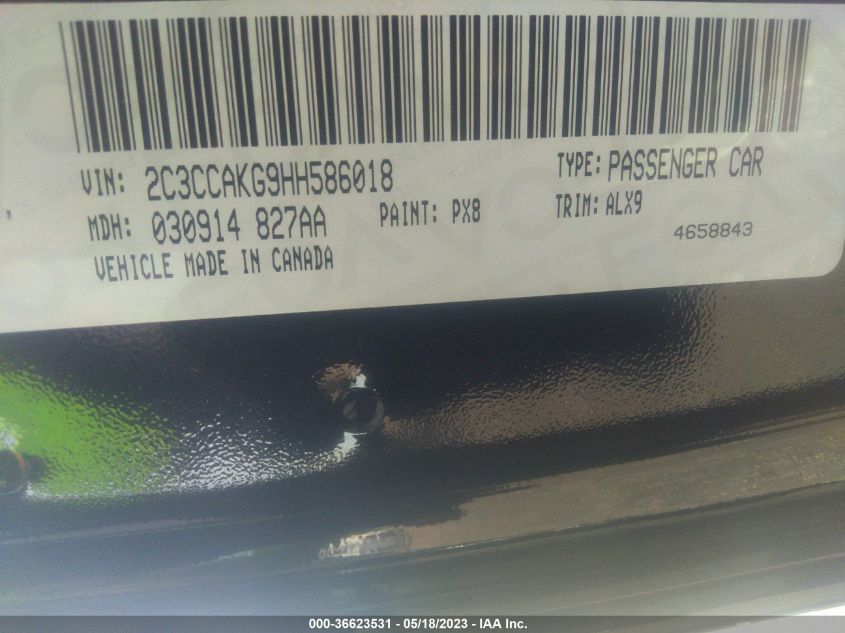 VIN: 2C3CCAKG9HH586018 TYPE: PASSENGER CAR
MDH: 030914 827AA PAINT: PX8 TRIM: ALX9
4658843
VEHICLE MADE IN CANADA
000-36623531 - 05/18/2023 - IAA Inc.